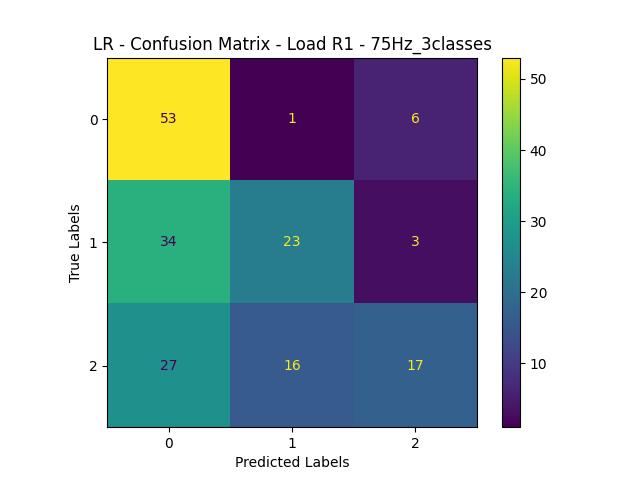 LR - Confusion Matrix - Load R1 - 75Hz_3classes
True Labels
0 53 1 6
1 34 23 3
2 27 16 17
0 1 2
Predicted Labels
50
40
30
20
10